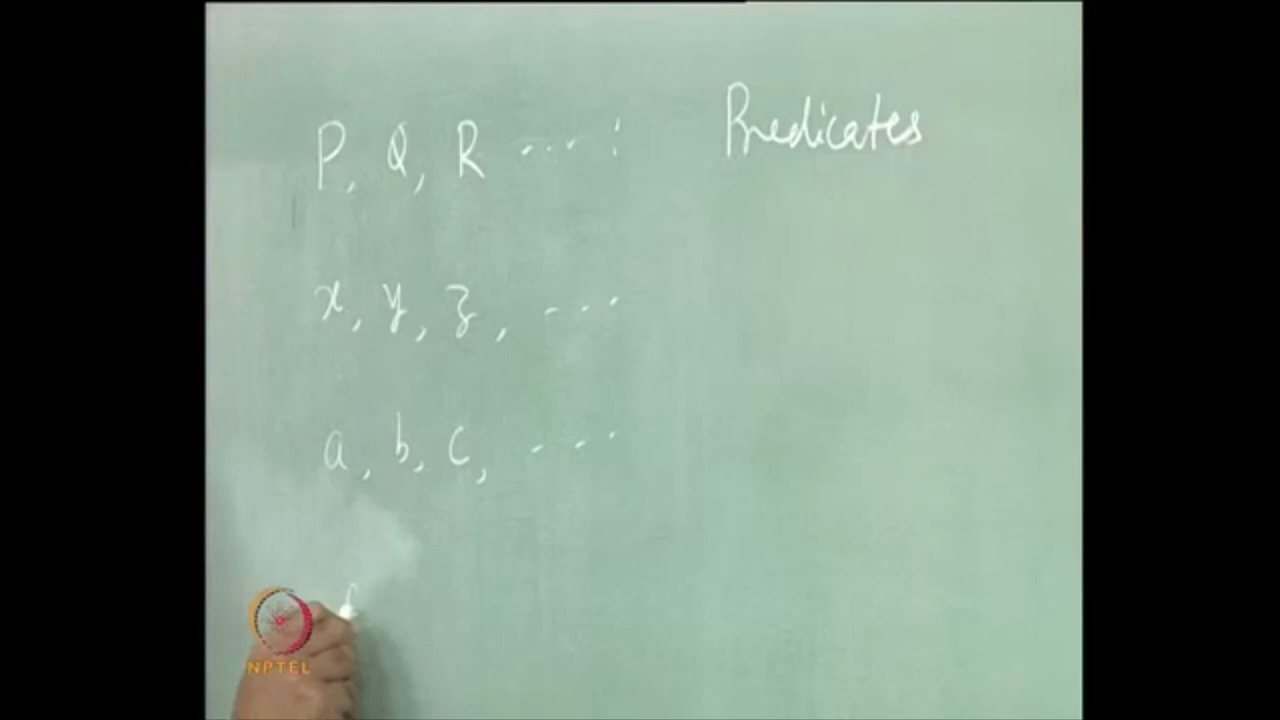 P, Q, R ... : Predicates
x, y, z, ...
a, b, c, ...
NPTEL